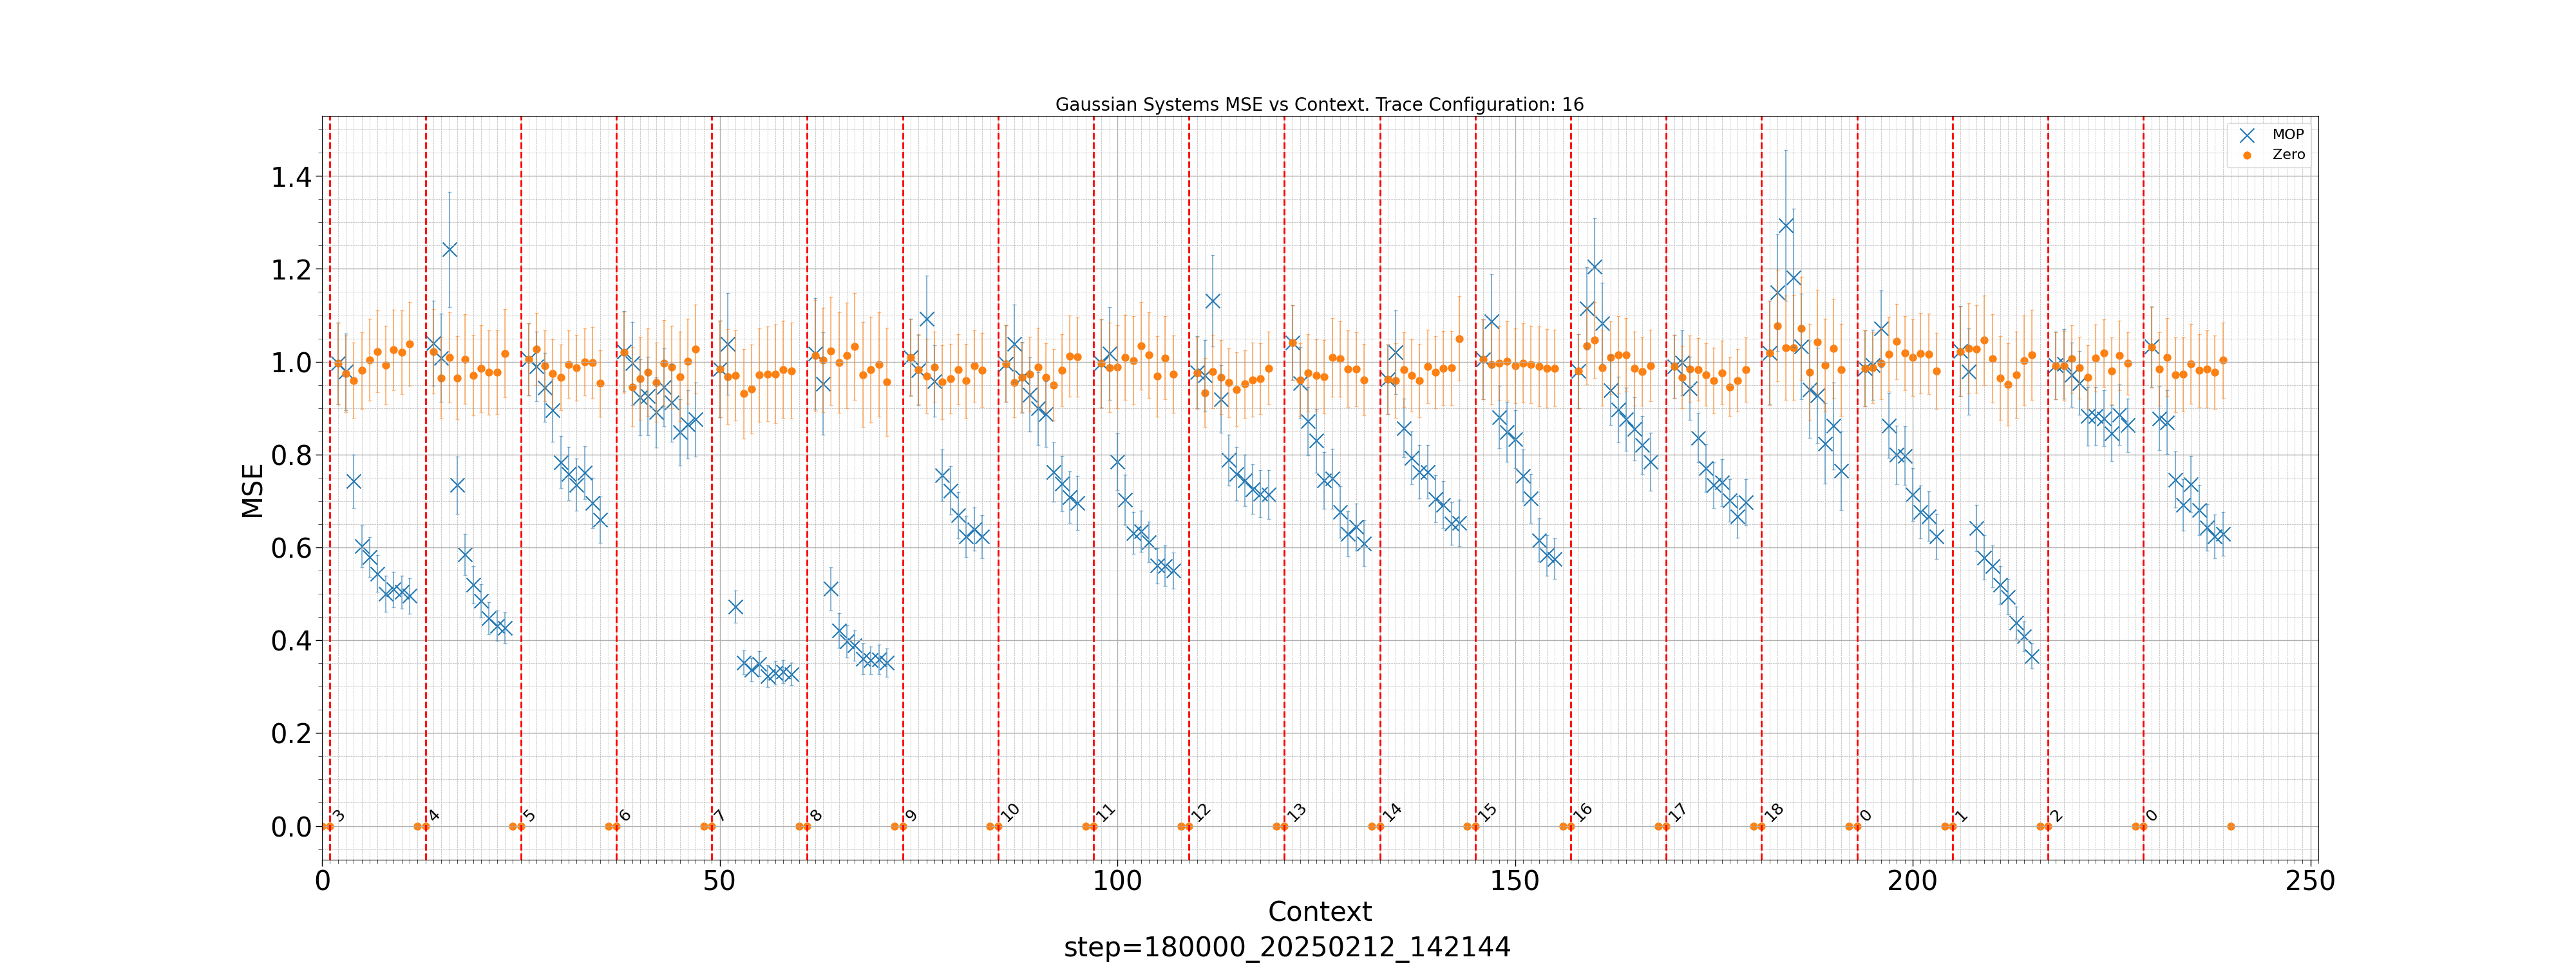 Gaussian Systems MSE vs Context. Trace Configuration: 16
MOP
Zero
MSE
1.4
1.2
1.0
0.8
0.6
0.4
0.2
0.0
3 4 5 6 7 8 9 10 11 12 13 14 15 16 17 18 0 1 2 0
0 50 100 150 200 250
Context
step=180000_20250212_142144